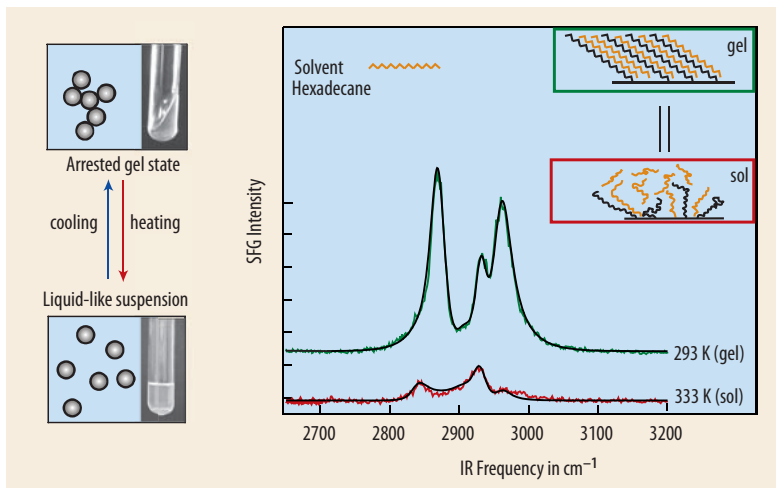 Arrested gel state
cooling
heating
Liquid-like suspension
SFG Intensity
Solvent
Hexadecane
gel
sol
293 K (gel)
333 K (sol)
2700 2800 2900 3000 3100 3200
IR Frequency in cm⁻¹